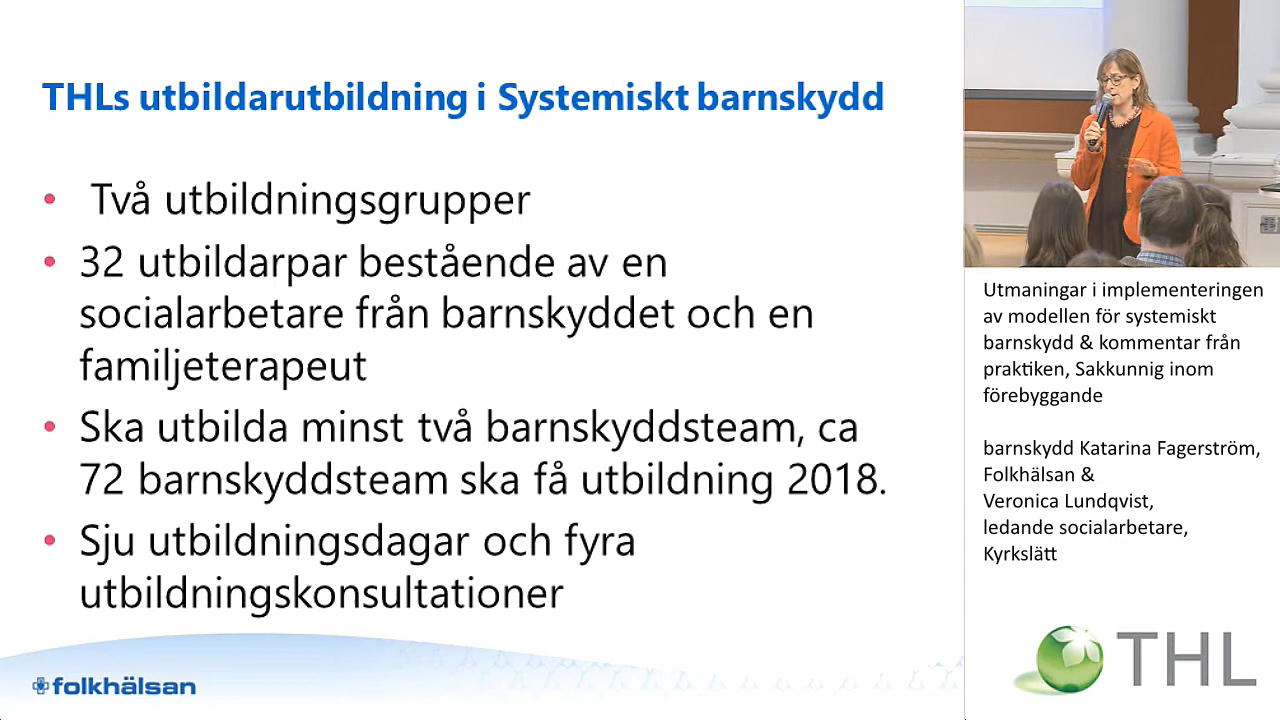 THLs utbildarutbildning i Systemiskt barnskydd
• Två utbildningsgrupper
• 32 utbildarpar bestående av en
socialarbetare från barnskyddet och en
familjeterapeut
• Ska utbilda minst två barnskyddsteam, ca
72 barnskyddsteam ska få utbildning 2018.
• Sju utbildningsdagar och fyra
utbildningskonsultationer
folkhälsan
Utmaningar i implementeringen
av modellen för systemiskt
barnskydd & kommentar från
praktiken, Sakkunnig inom
förebyggande
barnskydd Katarina Fagerström,
Folkhälsan &
Veronica Lundqvist,
ledande socialarbetare,
Kyrkslätt
THL